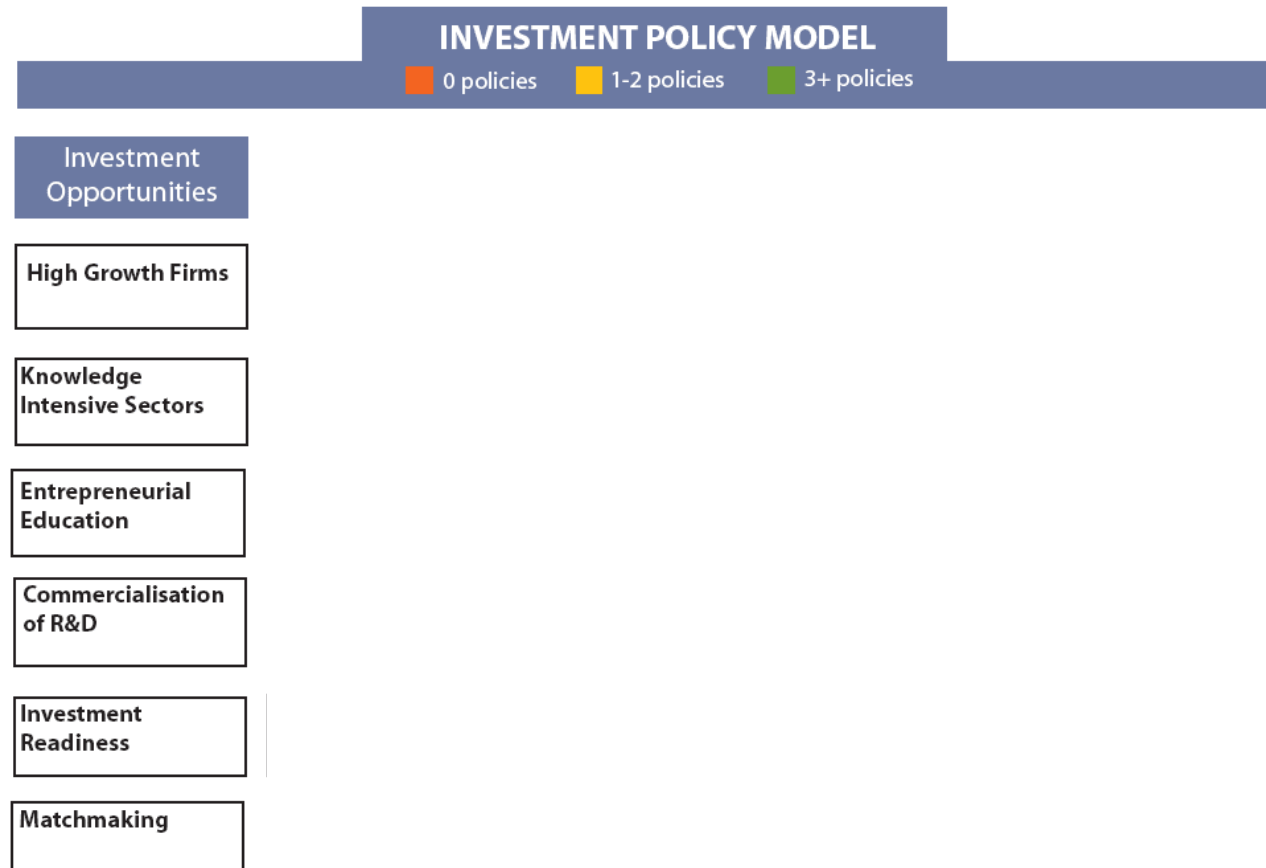 INVESTMENT POLICY MODEL
0 policies 1-2 policies 3+ policies
Investment
Opportunities
High Growth Firms
Knowledge
Intensive Sectors
Entrepreneurial
Education
Commercialisation
of R&D
Investment
Readiness
Matchmaking